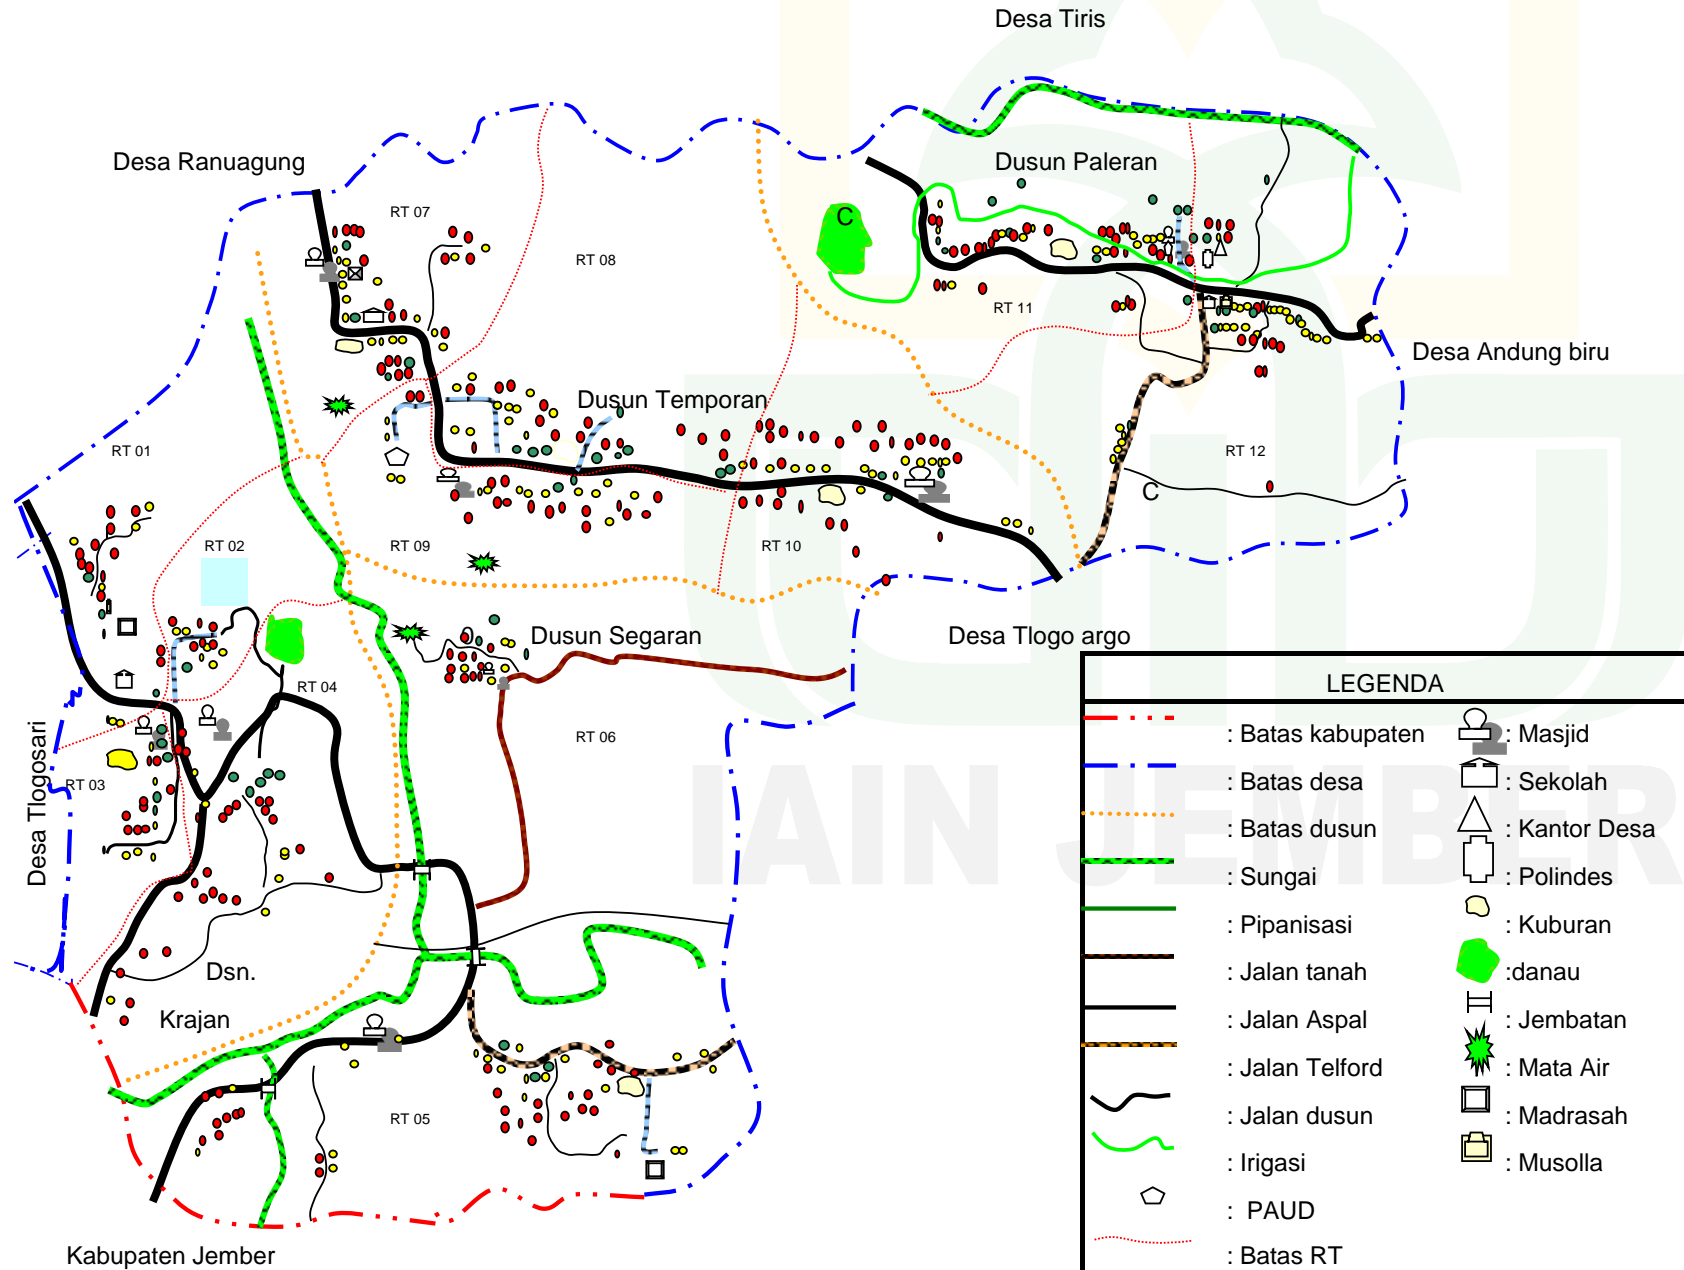 Desa Tiris
Desa Ranuagung
Dusun Paleran
RT 07
C
RT 08
RT 11
Desa Andung biru
Dusun Temporan
RT 01
RT 12
C
RT 02
RT 09
RT 10
Dusun Segaran
Desa Tlogo argo
RT 04
RT 06
Desa Tlogosari
RT 03
Dsn.
Krajan
RT 05
Kabupaten Jember
IAIN JEMBER
LEGENDA
: Batas kabupaten
: Masjid
: Batas desa
: Sekolah
: Batas dusun
: Kantor Desa
: Sungai
: Polindes
: Pipanisasi
: Kuburan
: Jalan tanah
:danau
: Jalan Aspal
: Jembatan
: Jalan Telford
: Mata Air
: Jalan dusun
: Madrasah
: Irigasi
: Musolla
: PAUD
: Batas RT